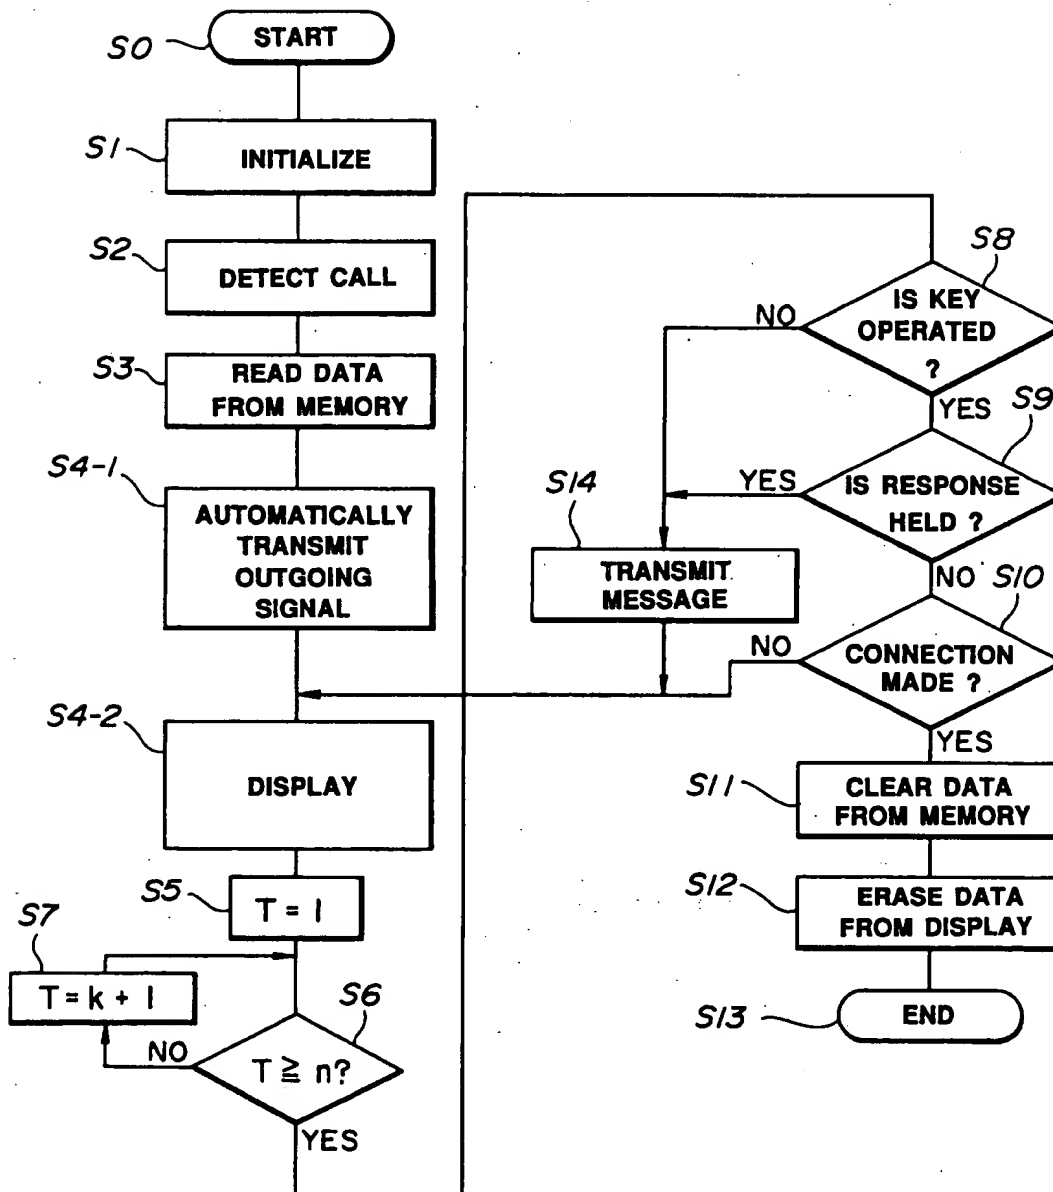 S0
START
S1
INITIALIZE
S2
DETECT CALL
S3
READ DATA
FROM MEMORY
S4-1
AUTOMATICALLY
TRANSMIT
OUTGOING
SIGNAL
S4-2
DISPLAY
S5
T = 1
S7
T = k + 1
S6
T ≧ n?
NO
YES
S8
IS KEY
OPERATED
?
NO
YES
S9
IS RESPONSE
HELD ?
YES
NO
S14
TRANSMIT
MESSAGE
S10
CONNECTION
MADE ?
NO
YES
S11
CLEAR DATA
FROM MEMORY
S12
ERASE DATA
FROM DISPLAY
S13
END